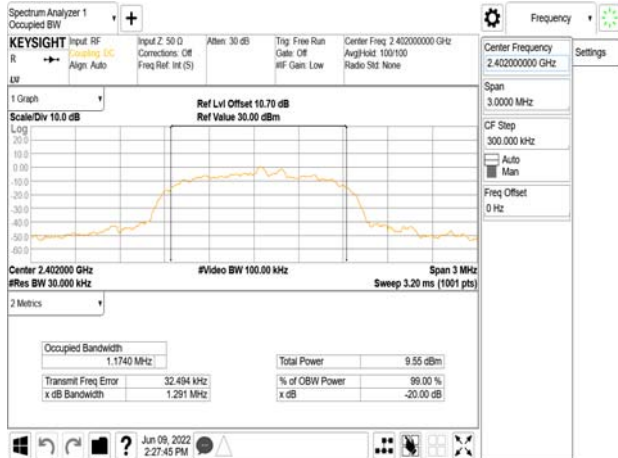 Spectrum Analyzer 1
Occupied BW
+
Frequency
KEYSIGHT Input: RF Input Z: 50 Ω Atten: 30 dB Trig: Free Run Center Freq: 2.402000000 GHz
R Coupling: DC Corrections: Off Gate: Off Avg|Hold: 100/100
Align: Auto Freq Ref: Int (S) #IF Gain: Low Radio Std: None
LXI
Center Frequency
2.402000000 GHz
Settings
Span
3.0000 MHz
CF Step
300.000 kHz
Auto
Man
Freq Offset
0 Hz
1 Graph
Ref Lvl Offset 10.70 dB
Scale/Div 10.0 dB Ref Value 30.00 dBm
Log
20.0
10.0
0.00
-10.0
-20.0
-30.0
-40.0
-50.0
-60.0
Center 2.402000 GHz #Video BW 100.00 kHz Span 3 MHz
#Res BW 30.000 kHz Sweep 3.20 ms (1001 pts)
2 Metrics
Occupied Bandwidth
1.1740 MHz Total Power 9.55 dBm
Transmit Freq Error 32.494 kHz % of OBW Power 99.00 %
x dB Bandwidth 1.291 MHz x dB -20.00 dB
? Jun 09, 2022
2:27:45 PM